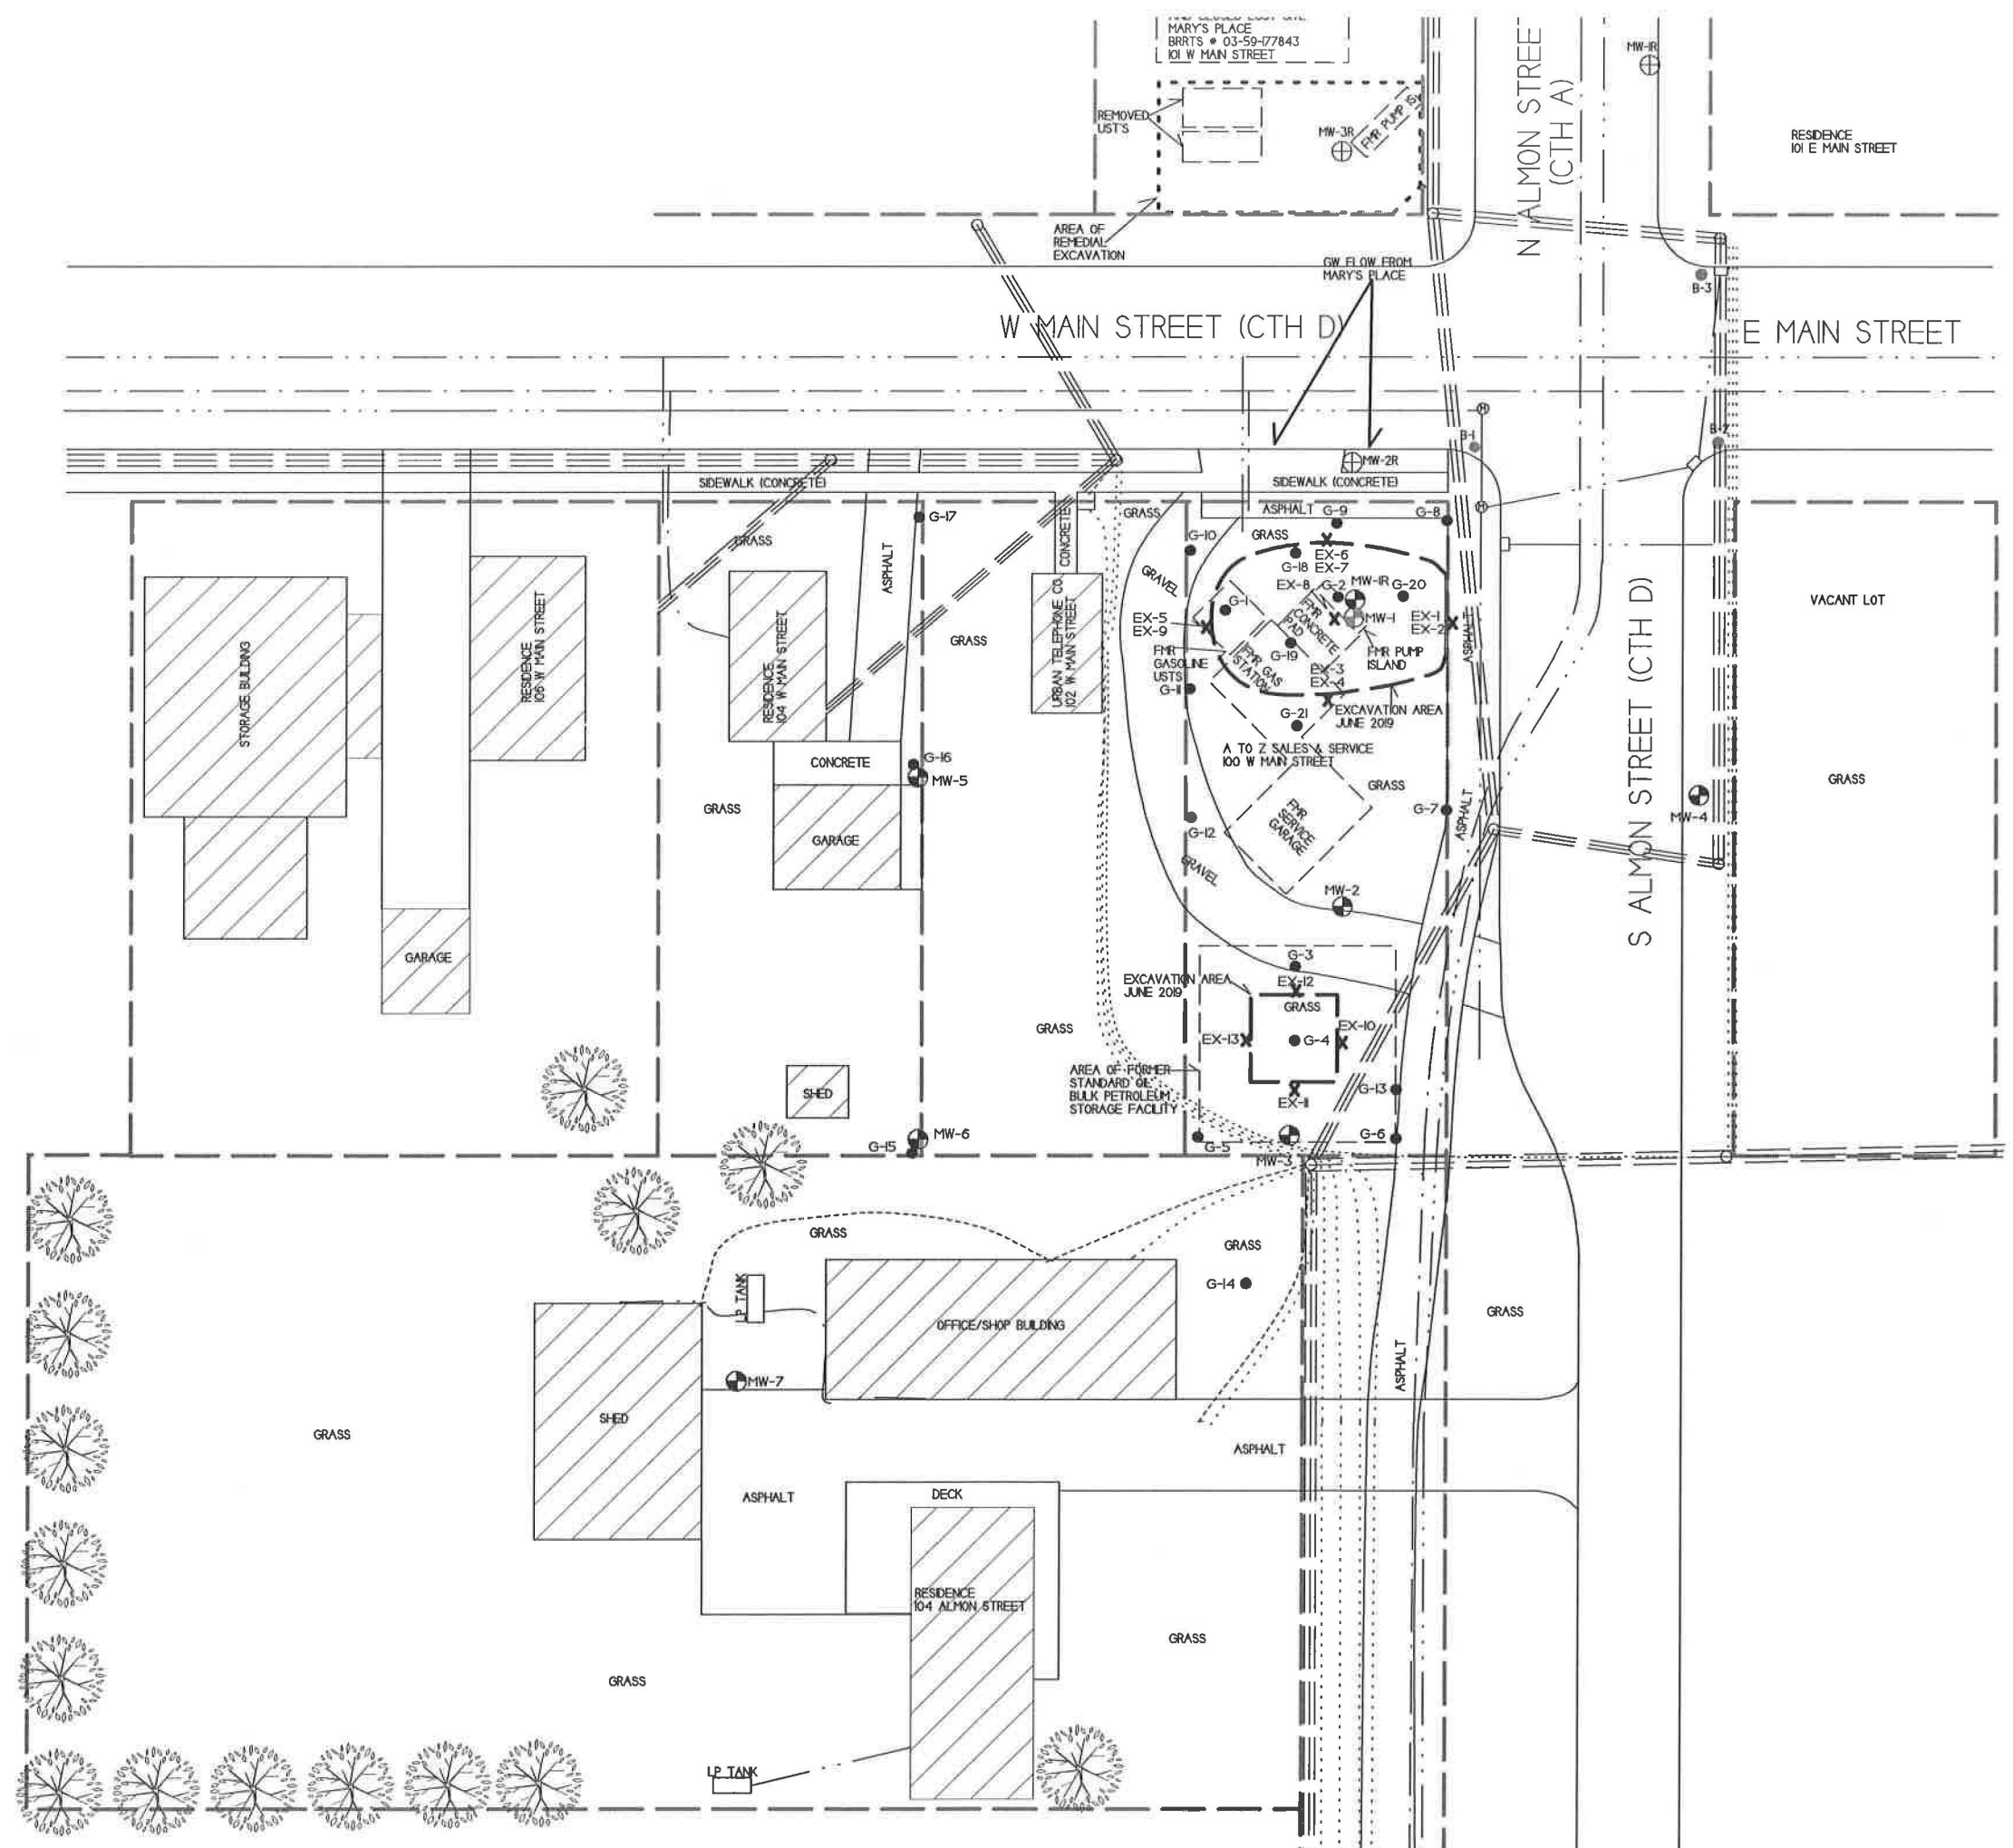 MARY'S PLACE
BRRTS # 03-59-177843
101 W MAIN STREET
REMOVED
UST'S
MW-3R
FMR PUMP IS
N ALMON STREE
(CTH A)
MW-1R
RESIDENCE
101 E MAIN STREET
AREA OF
REMEDIAL
EXCAVATION
GW FLOW FROM
MARY'S PLACE
B-3
W MAIN STREET (CTH D)
E MAIN STREET
B-1
B-2
MW-2R
SIDEWALK (CONCRETE)
SIDEWALK (CONCRETE)
G-17
GRASS
ASPHALT
CONCRETE
GRASS
ASPHALT
G-9
G-8
G-10
GRASS
EX-6
EX-7
G-18
EX-8
G-2
MW-1R
G-20
GRAVEL
G-1
MW-1
EX-1
EX-2
EX-5
EX-9
FMR
CONCRETE
PAD
FMR
GASOLINE
USTS
FMR GAS
STATION
G-19
FMR PUMP
ISLAND
EX-3
EX-4
G-11
EXCAVATION AREA
JUNE 2019
G-21
ASPHALT
A TO Z SALES & SERVICE
100 W MAIN STREET
GRASS
G-7
ASPHALT
FMR
SERVICE
GARAGE
G-12
GRAVEL
MW-2
STORAGE BUILDING
RESIDENCE
106 W MAIN STREET
RESIDENCE
104 W MAIN STREET
URBAN TELEPHONE CO
102 W MAIN STREET
GRASS
CONCRETE
G-16
MW-5
GRASS
GARAGE
GARAGE
S ALMON STREET (CTH D)
VACANT LOT
GRASS
MW-4
G-3
EXCAVATION AREA
JUNE 2019
EX-12
GRASS
EX-13
G-4
EX-10
GRASS
AREA OF FORMER
STANDARD OIL
BULK PETROLEUM
STORAGE FACILITY
EX-11
G-13
SHED
MW-6
G-15
G-5
G-6
MW-3
GRASS
GRASS
G-14
GRASS
LP TANK
OFFICE/SHOP BUILDING
MW-7
ASPHALT
SHED
GRASS
ASPHALT
DECK
ASPHALT
RESIDENCE
104 ALMON STREET
GRASS
GRASS
LP TANK